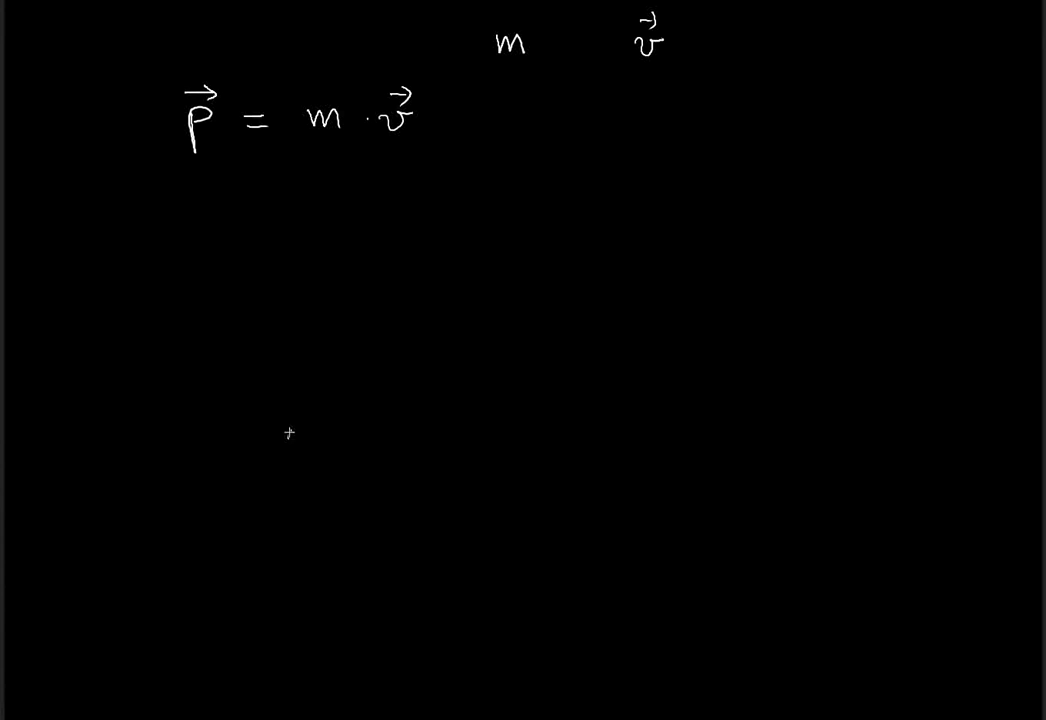 m v⃗
p⃗ = m · v⃗